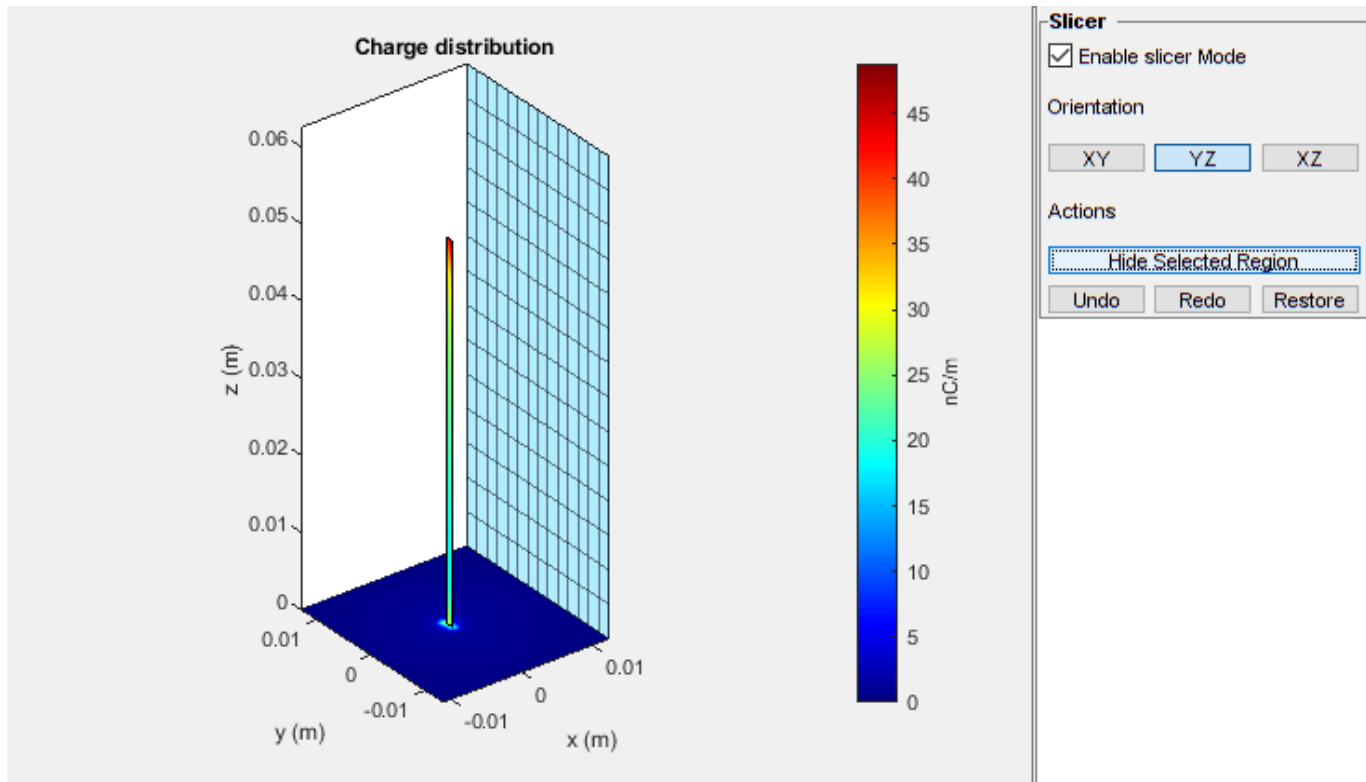 Charge distribution
0.06
0.05
0.04
0.03
0.02
0.01
0
z (m)
0.01
0
-0.01
y (m)
-0.01
0
0.01
x (m)
45
40
35
30
25
20
15
10
5
0
nC/m
Slicer
Enable slicer Mode
Orientation
XY YZ XZ
Actions
Hide Selected Region
Undo Redo Restore